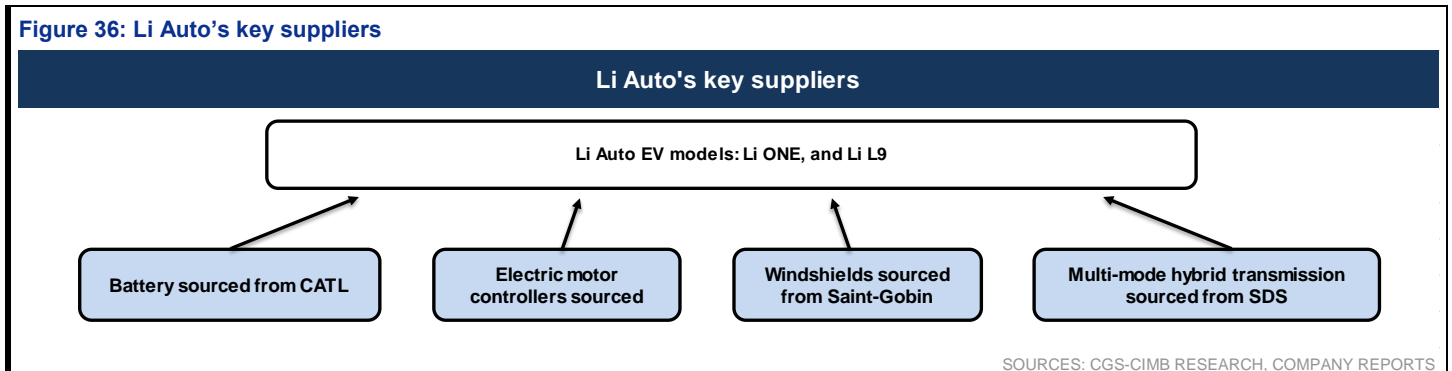 Figure 36: Li Auto's key suppliers
Li Auto's key suppliers
Li Auto EV models: Li ONE, and Li L9
Battery sourced from CATL
Electric motor
controllers sourced
Windshields sourced
from Saint-Gobin
Multi-mode hybrid transmission
sourced from SDS
SOURCES: CGS-CIMB RESEARCH, COMPANY REPORTS